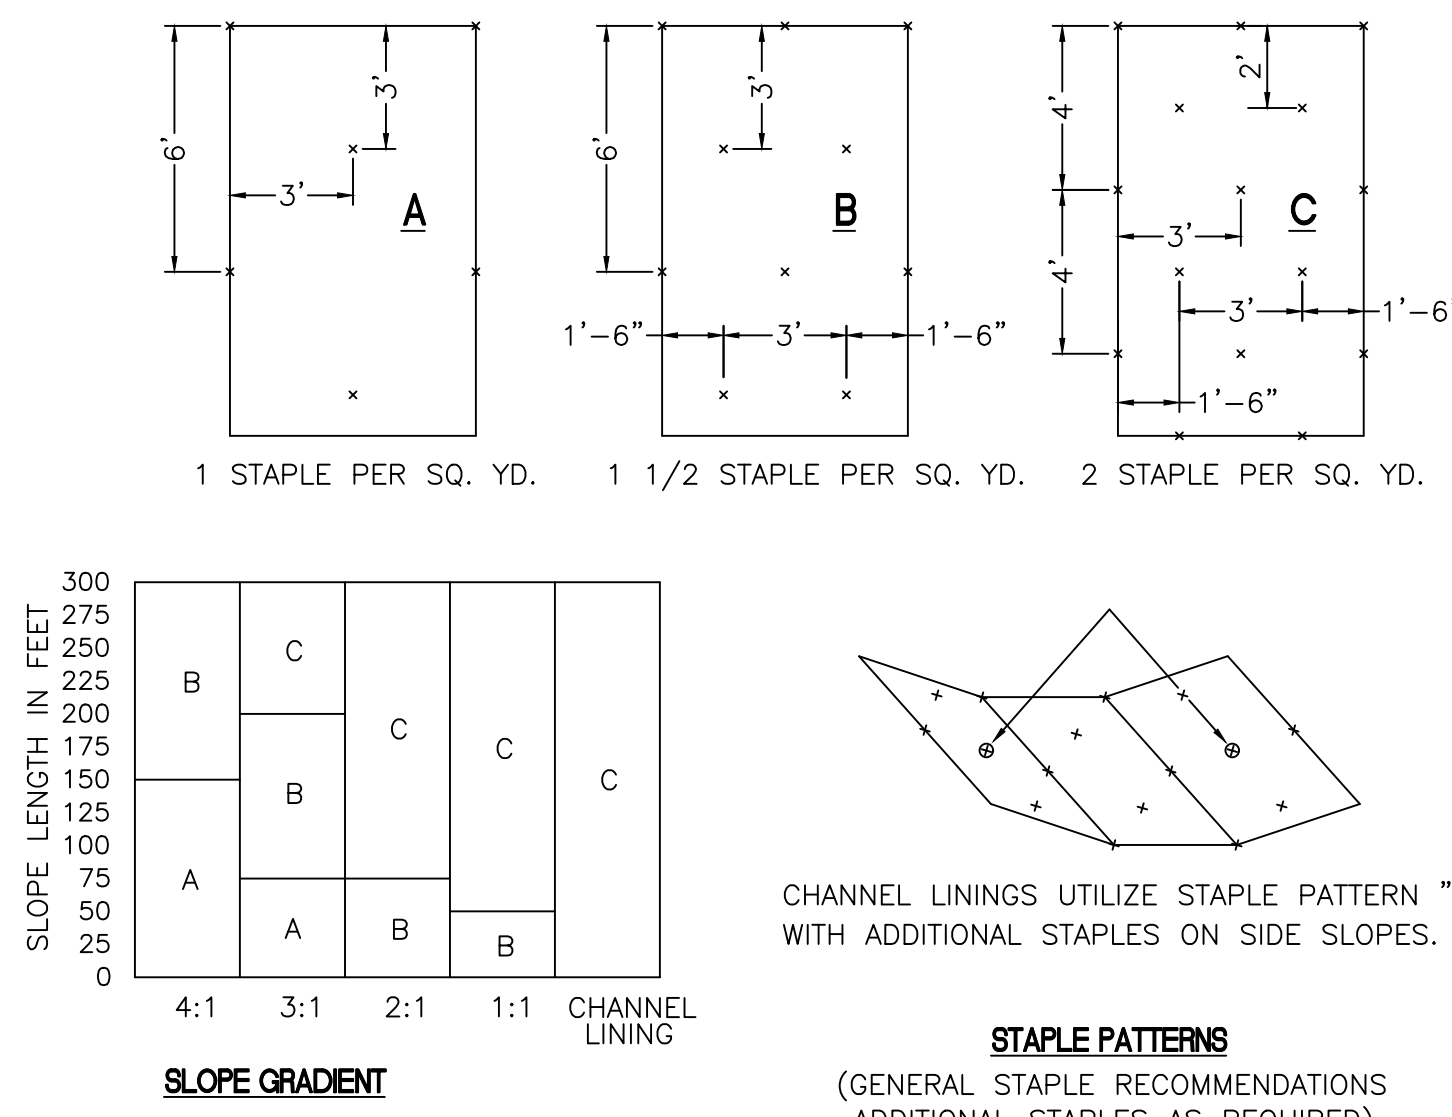 6'
3'
3'
A
1 STAPLE PER SQ. YD.
6'
3'
B
1'-6"
3'
1'-6"
1 1/2 STAPLE PER SQ. YD.
4'
2'
3'
C
4'
3'
1'-6
1'-6"
2 STAPLE PER SQ. YD.
SLOPE LENGTH IN FEET
300
275
250
225
200
175
150
125
100
75
50
25
0
B
A
C
B
A
C
B
C
B
C
4:1
3:1
2:1
1:1
CHANNEL
LINING
SLOPE GRADIENT
CHANNEL LININGS UTILIZE STAPLE PATTERN "
WITH ADDITIONAL STAPLES ON SIDE SLOPES.
STAPLE PATTERNS
(GENERAL STAPLE RECOMMENDATIONS
ADDITIONAL STAPLES AS REQUIRED)